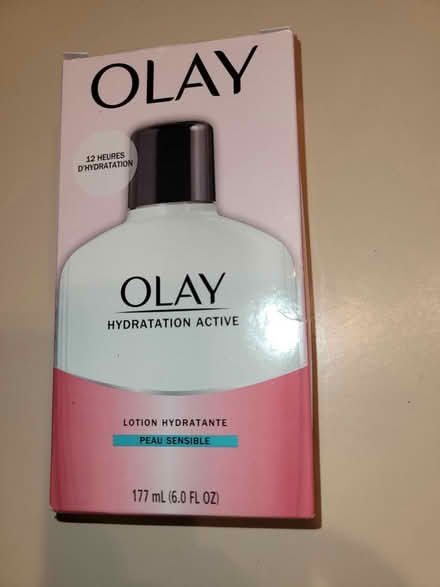 OLAY
12 HEURES
D'HYDRATATION
OLAY
HYDRATATION ACTIVE
LOTION HYDRATANTE
PEAU SENSIBLE
177 mL (6.0 FL OZ)